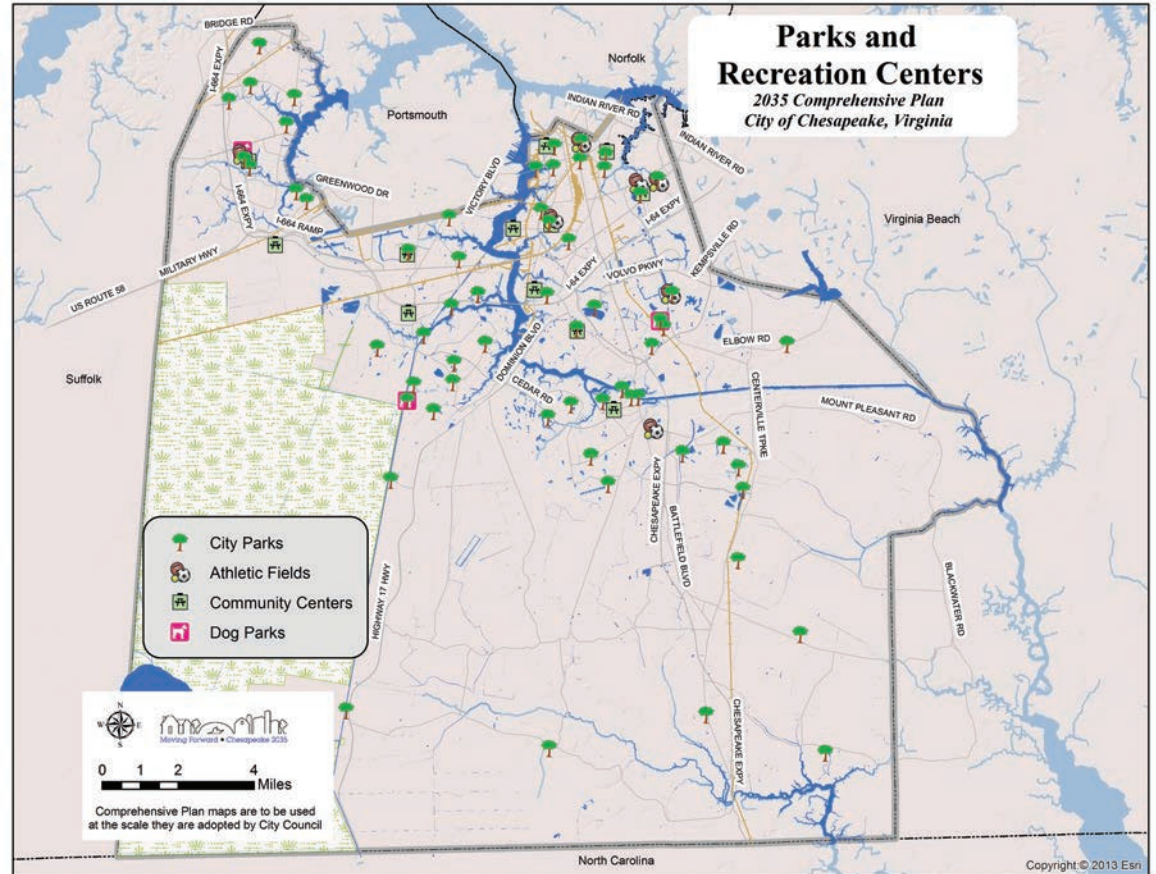 Parks and
Recreation Centers
2035 Comprehensive Plan
City of Chesapeake, Virginia
BRIDGE RD
I-664 EXPY
Norfolk
Portsmouth
INDIAN RIVER RD
INDIAN RIVER RD
VICTORY BLVD
GREENWOOD DR
I-664 EXPY
I-664 RAMP
I-64 EXPY
Virginia Beach
MILITARY HWY
US ROUTE 58
I-64 EXPY
VOLVO PKWY
KEMPSVILLE RD
DOMINION BLVD
ELBOW RD
Suffolk
CEDAR RD
CENTERVILLE TPKE
MOUNT PLEASANT RD
CHESAPEAKE EXPY
BATTLEFIELD BLVD
HIGHWAY 17 HWY
BLACKWATER RD
CHESAPEAKE EXPY
City Parks
Athletic Fields
Community Centers
Dog Parks
N
W E
S
Moving Forward • Chesapeake 2035
0 1 2 4
Miles
Comprehensive Plan maps are to be used
at the scale they are adopted by City Council
North Carolina
Copyright:© 2013 Esri